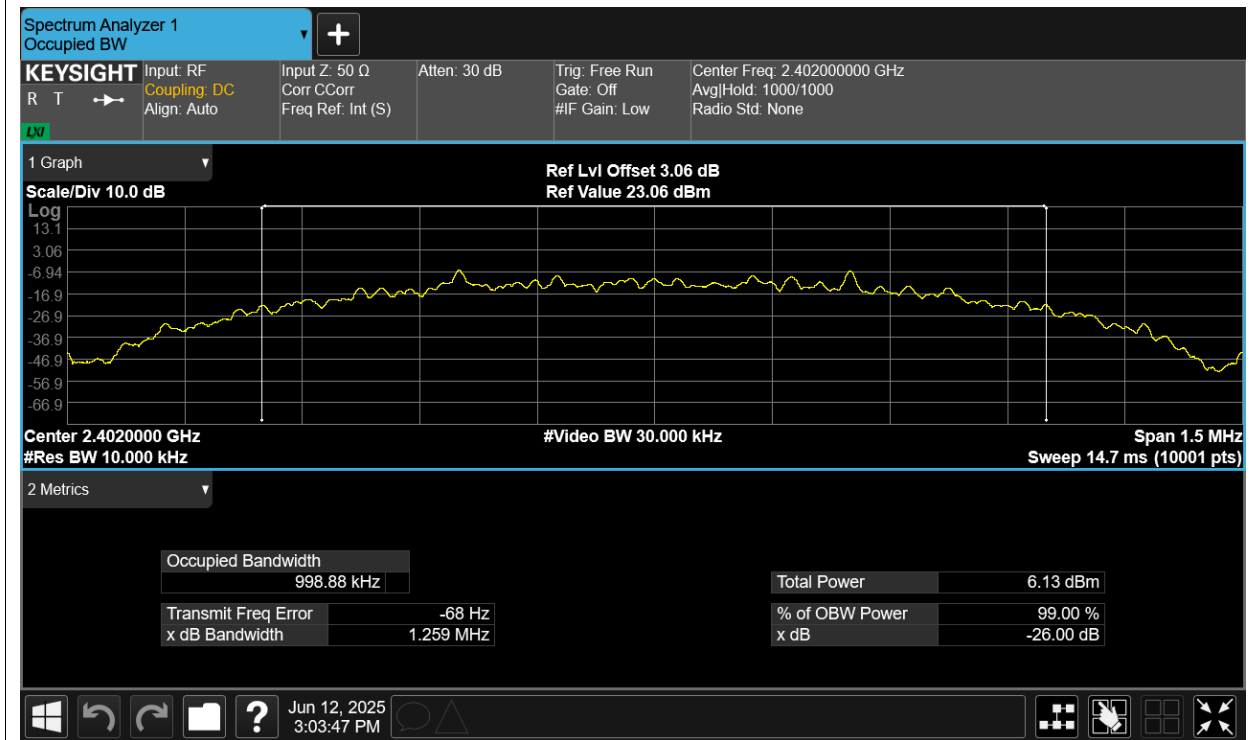 Spectrum Analyzer 1
Occupied BW
KEYSIGHT Input: RF Input Z: 50 Ω Atten: 30 dB Trig: Free Run Center Freq: 2.402000000 GHz
R T Coupling: DC Corr CCorr Gate: Off Avg|Hold: 1000/1000
Align: Auto Freq Ref: Int (S) #IF Gain: Low Radio Std: None
LXI
1 Graph
Ref Lvl Offset 3.06 dB
Scale/Div 10.0 dB Ref Value 23.06 dBm
Log
13.1
3.06
-6.94
-16.9
-26.9
-36.9
-46.9
-56.9
-66.9
Center 2.4020000 GHz #Video BW 30.000 kHz Span 1.5 MHz
#Res BW 10.000 kHz Sweep 14.7 ms (10001 pts)
2 Metrics
Occupied Bandwidth
998.88 kHz Total Power 6.13 dBm
Transmit Freq Error -68 Hz % of OBW Power 99.00 %
x dB Bandwidth 1.259 MHz x dB -26.00 dB
? Jun 12, 2025
3:03:47 PM